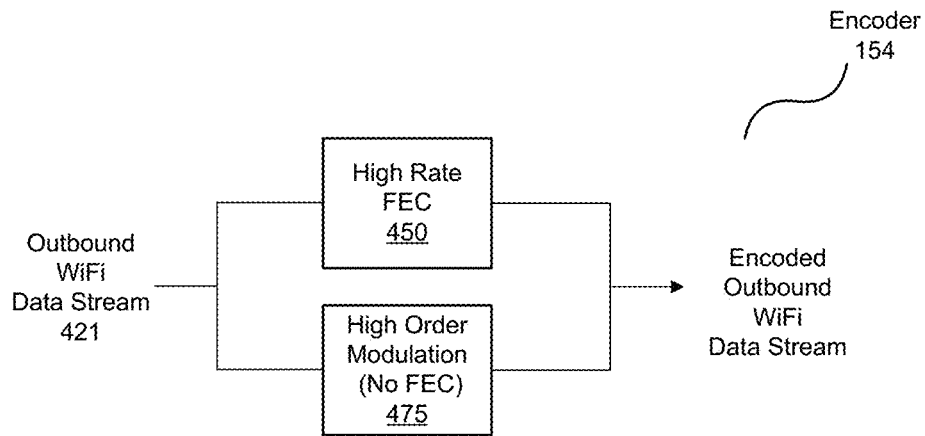 Encoder
154
High Rate
FEC
450
Outbound
WiFi
Data Stream
421
High Order
Modulation
(No FEC)
475
Encoded
Outbound
WiFi
Data Stream